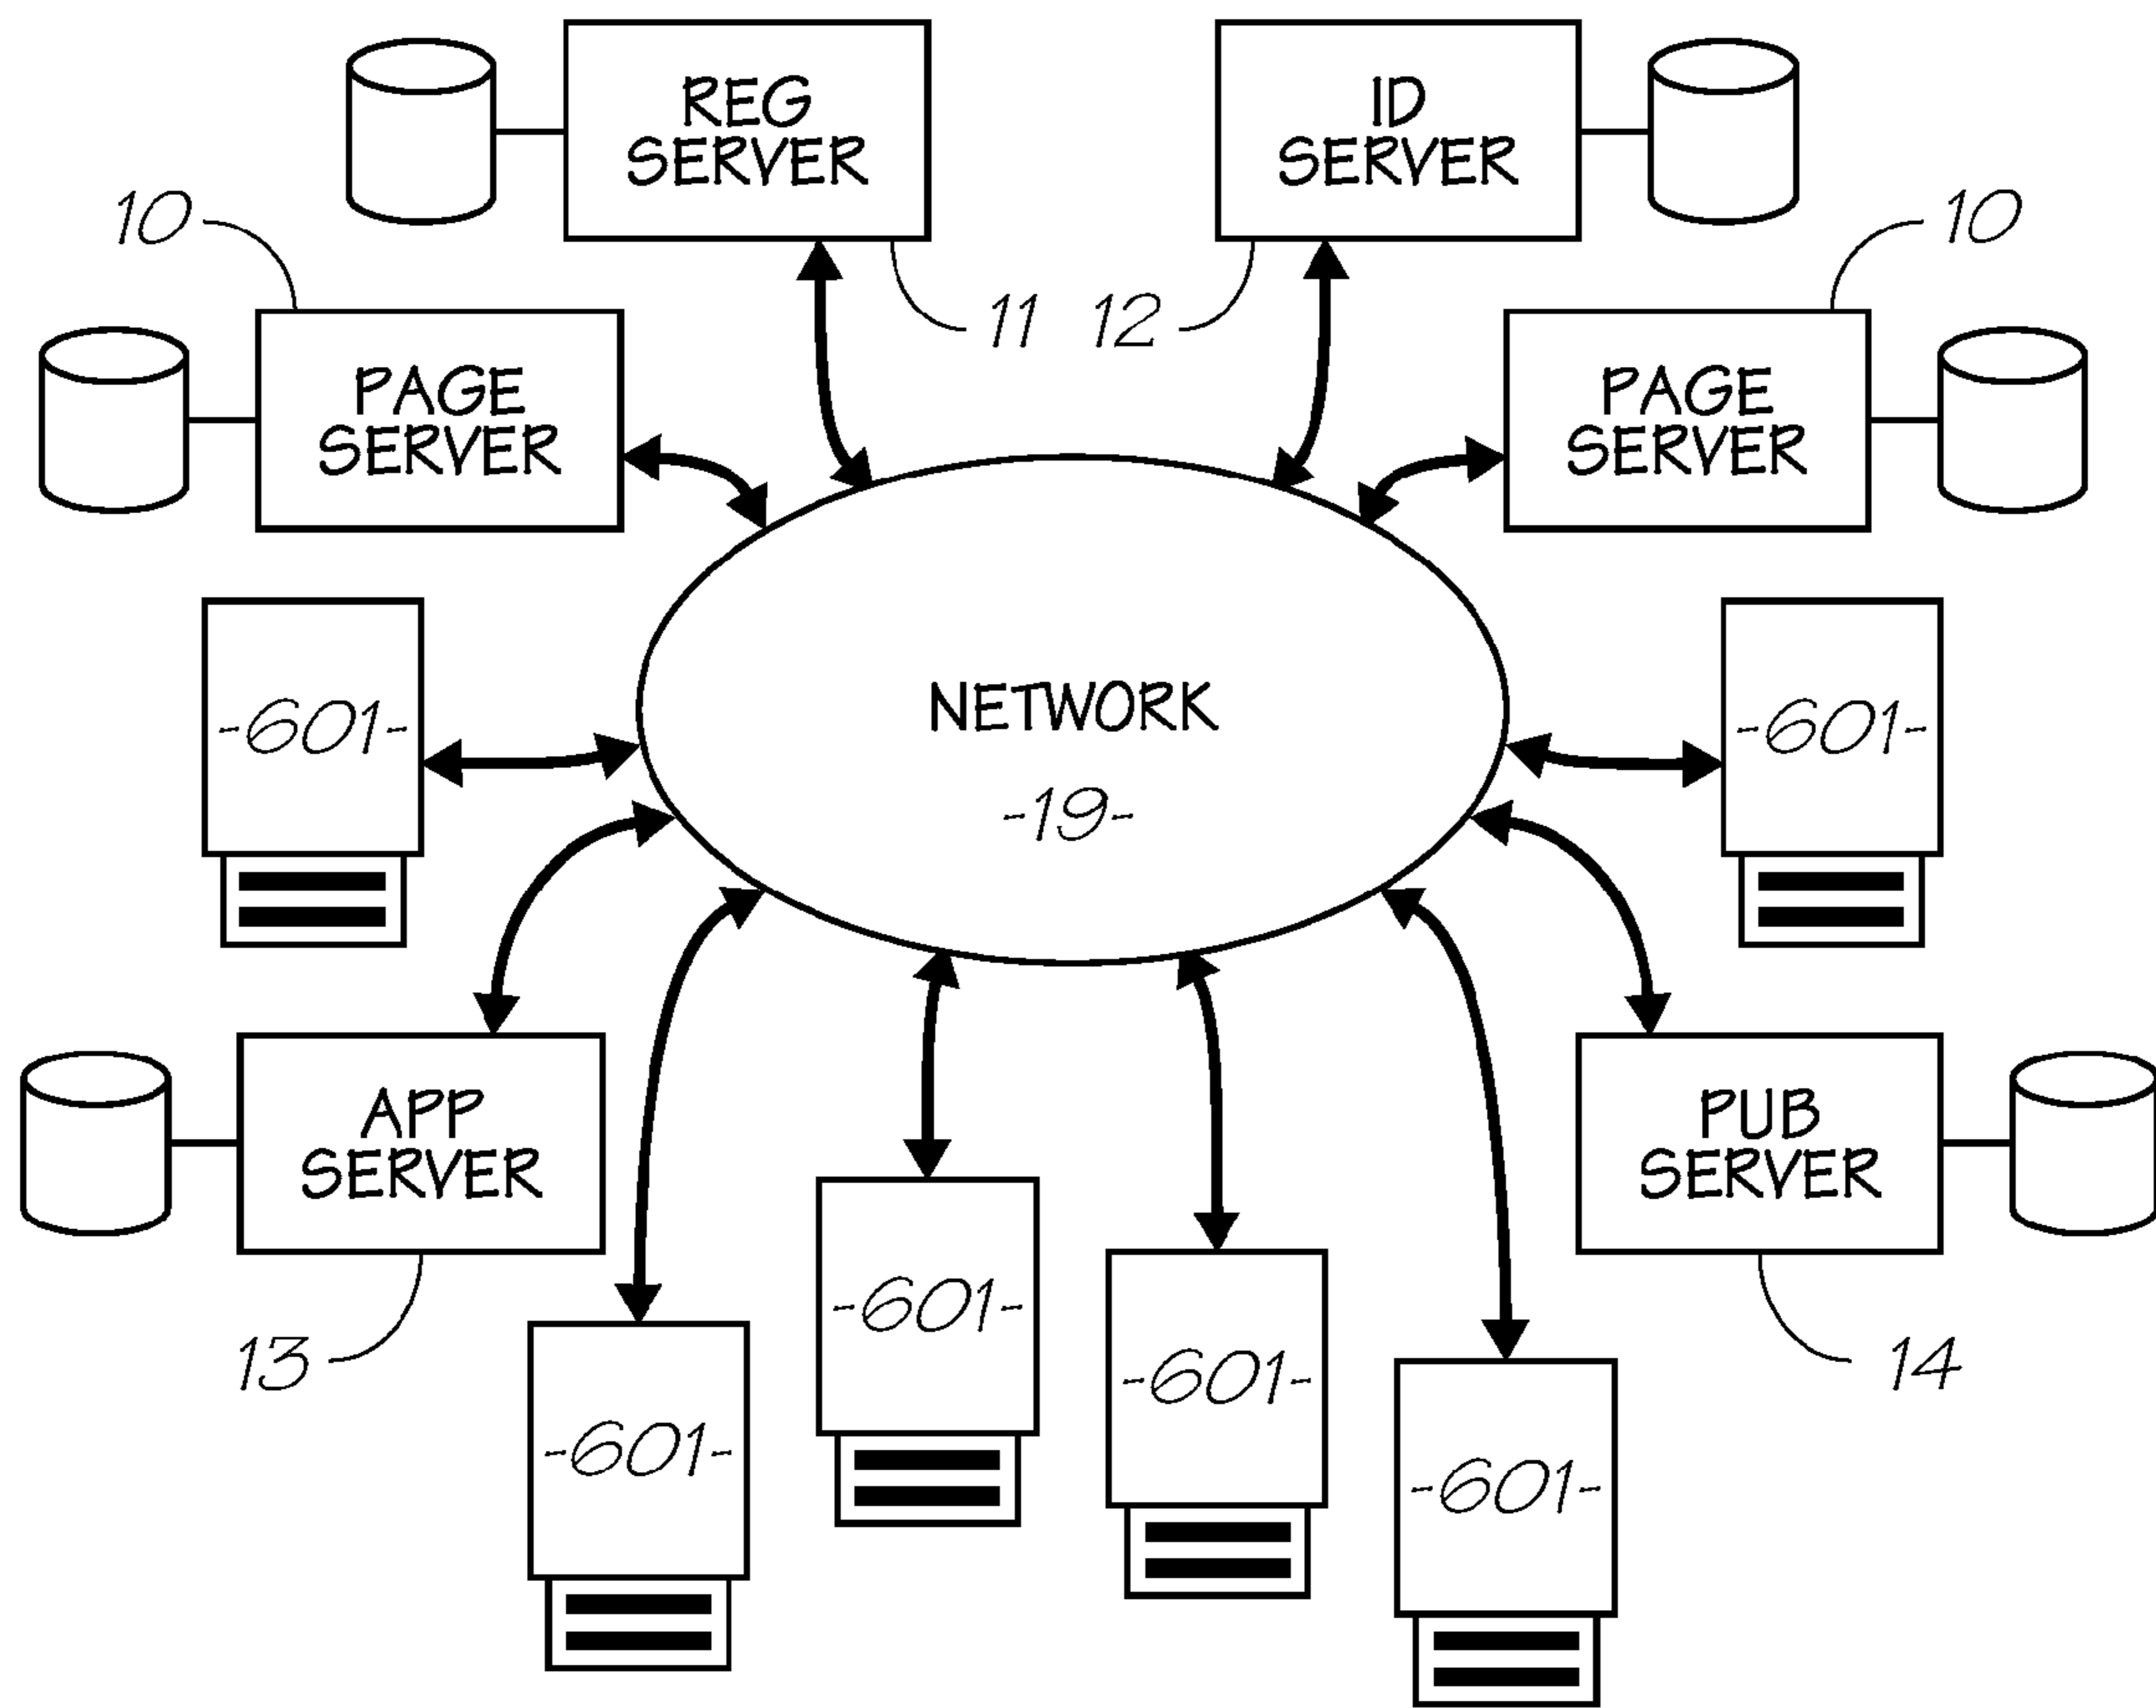 REG
SERVER
ID
SERVER
10
10
11
12
PAGE
SERVER
PAGE
SERVER
-601-
NETWORK
-19-
-601-
APP
SERVER
PUB
SERVER
13
-601-
-601-
-601-
-601-
14